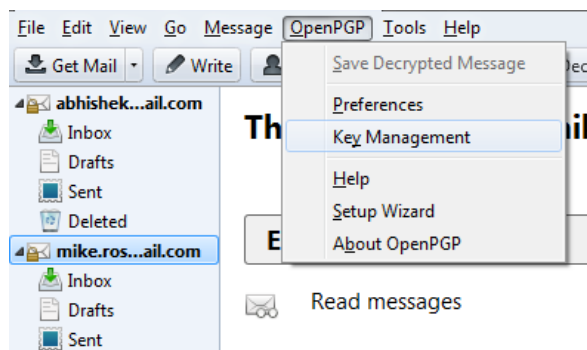 File Edit View Go Message OpenPGP Tools Help
Get Mail Write
abhishek...ail.com
Inbox
Drafts
Sent
Deleted
mike.ros...ail.com
Inbox
Drafts
Sent
Save Decrypted Message
Preferences
Key Management
Help
Setup Wizard
About OpenPGP
Read messages